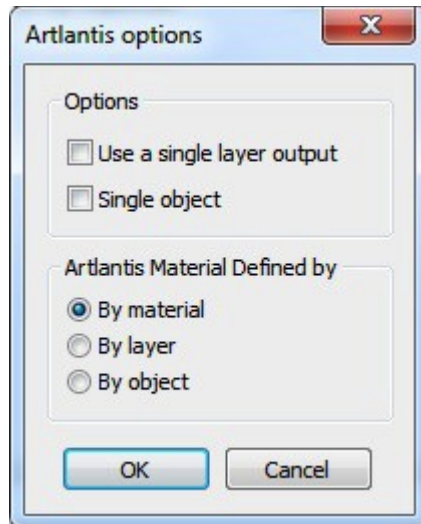 Artlantis options
Options
Use a single layer output
Single object
Artlantis Material Defined by
By material
By layer
By object
OK
Cancel